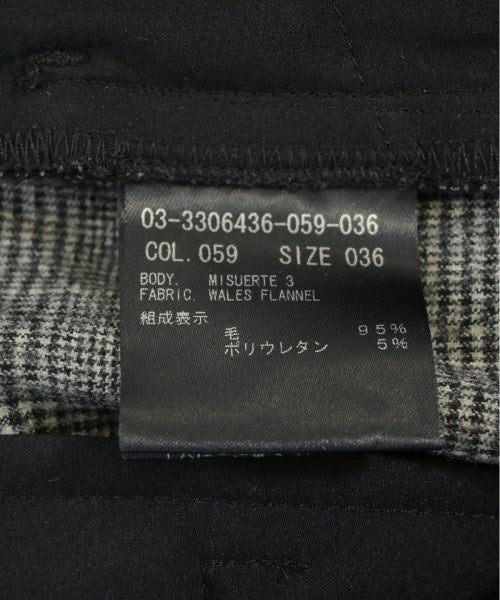 03-3306436-059-036
COL. 059 SIZE 036
BODY. MISUERTE 3
FABRIC. WALES FLANNEL
組成表示
毛 95%
ポリウレタン 5%